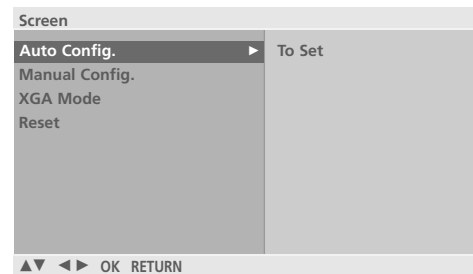 Screen
Auto Config. ► To Set
Manual Config.
XGA Mode
Reset
▲▼ ◄► OK RETURN